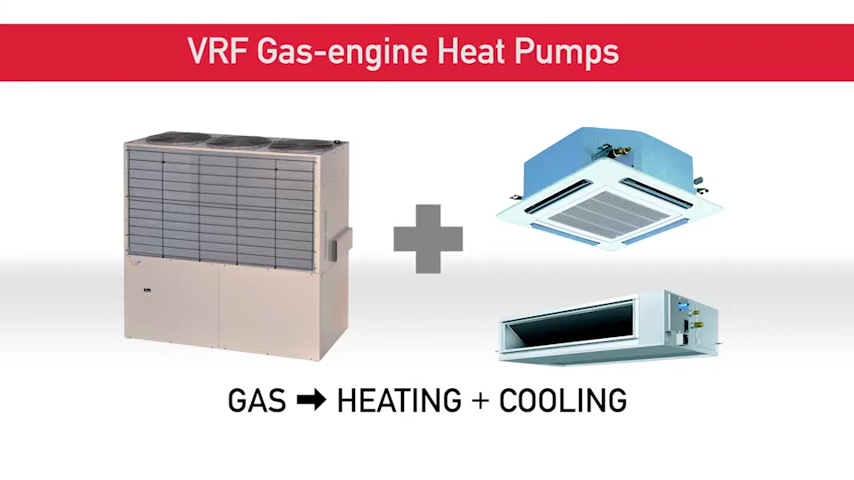 VRF Gas-engine Heat Pumps
GAS ➡ HEATING + COOLING